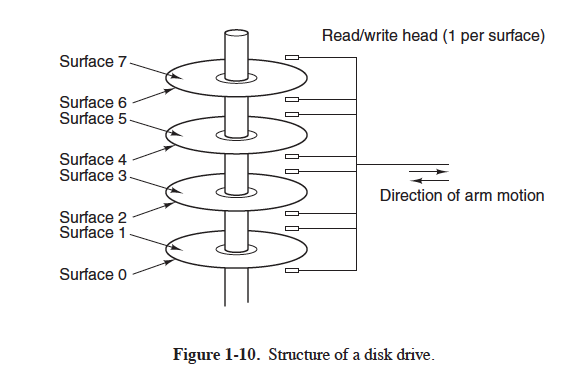 Read/write head (1 per surface)
Surface 7
Surface 6
Surface 5
Surface 4
Surface 3
Direction of arm motion
Surface 2
Surface 1
Surface 0
Figure 1-10. Structure of a disk drive.